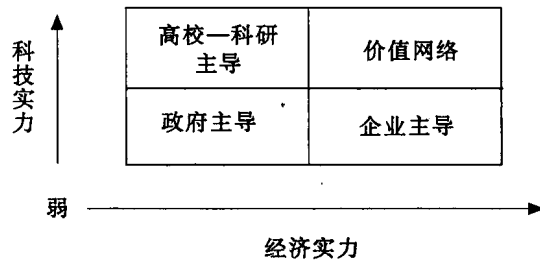 高校—科研
主导
价值网络
科技实力
政府主导
企业主导
弱
经济实力